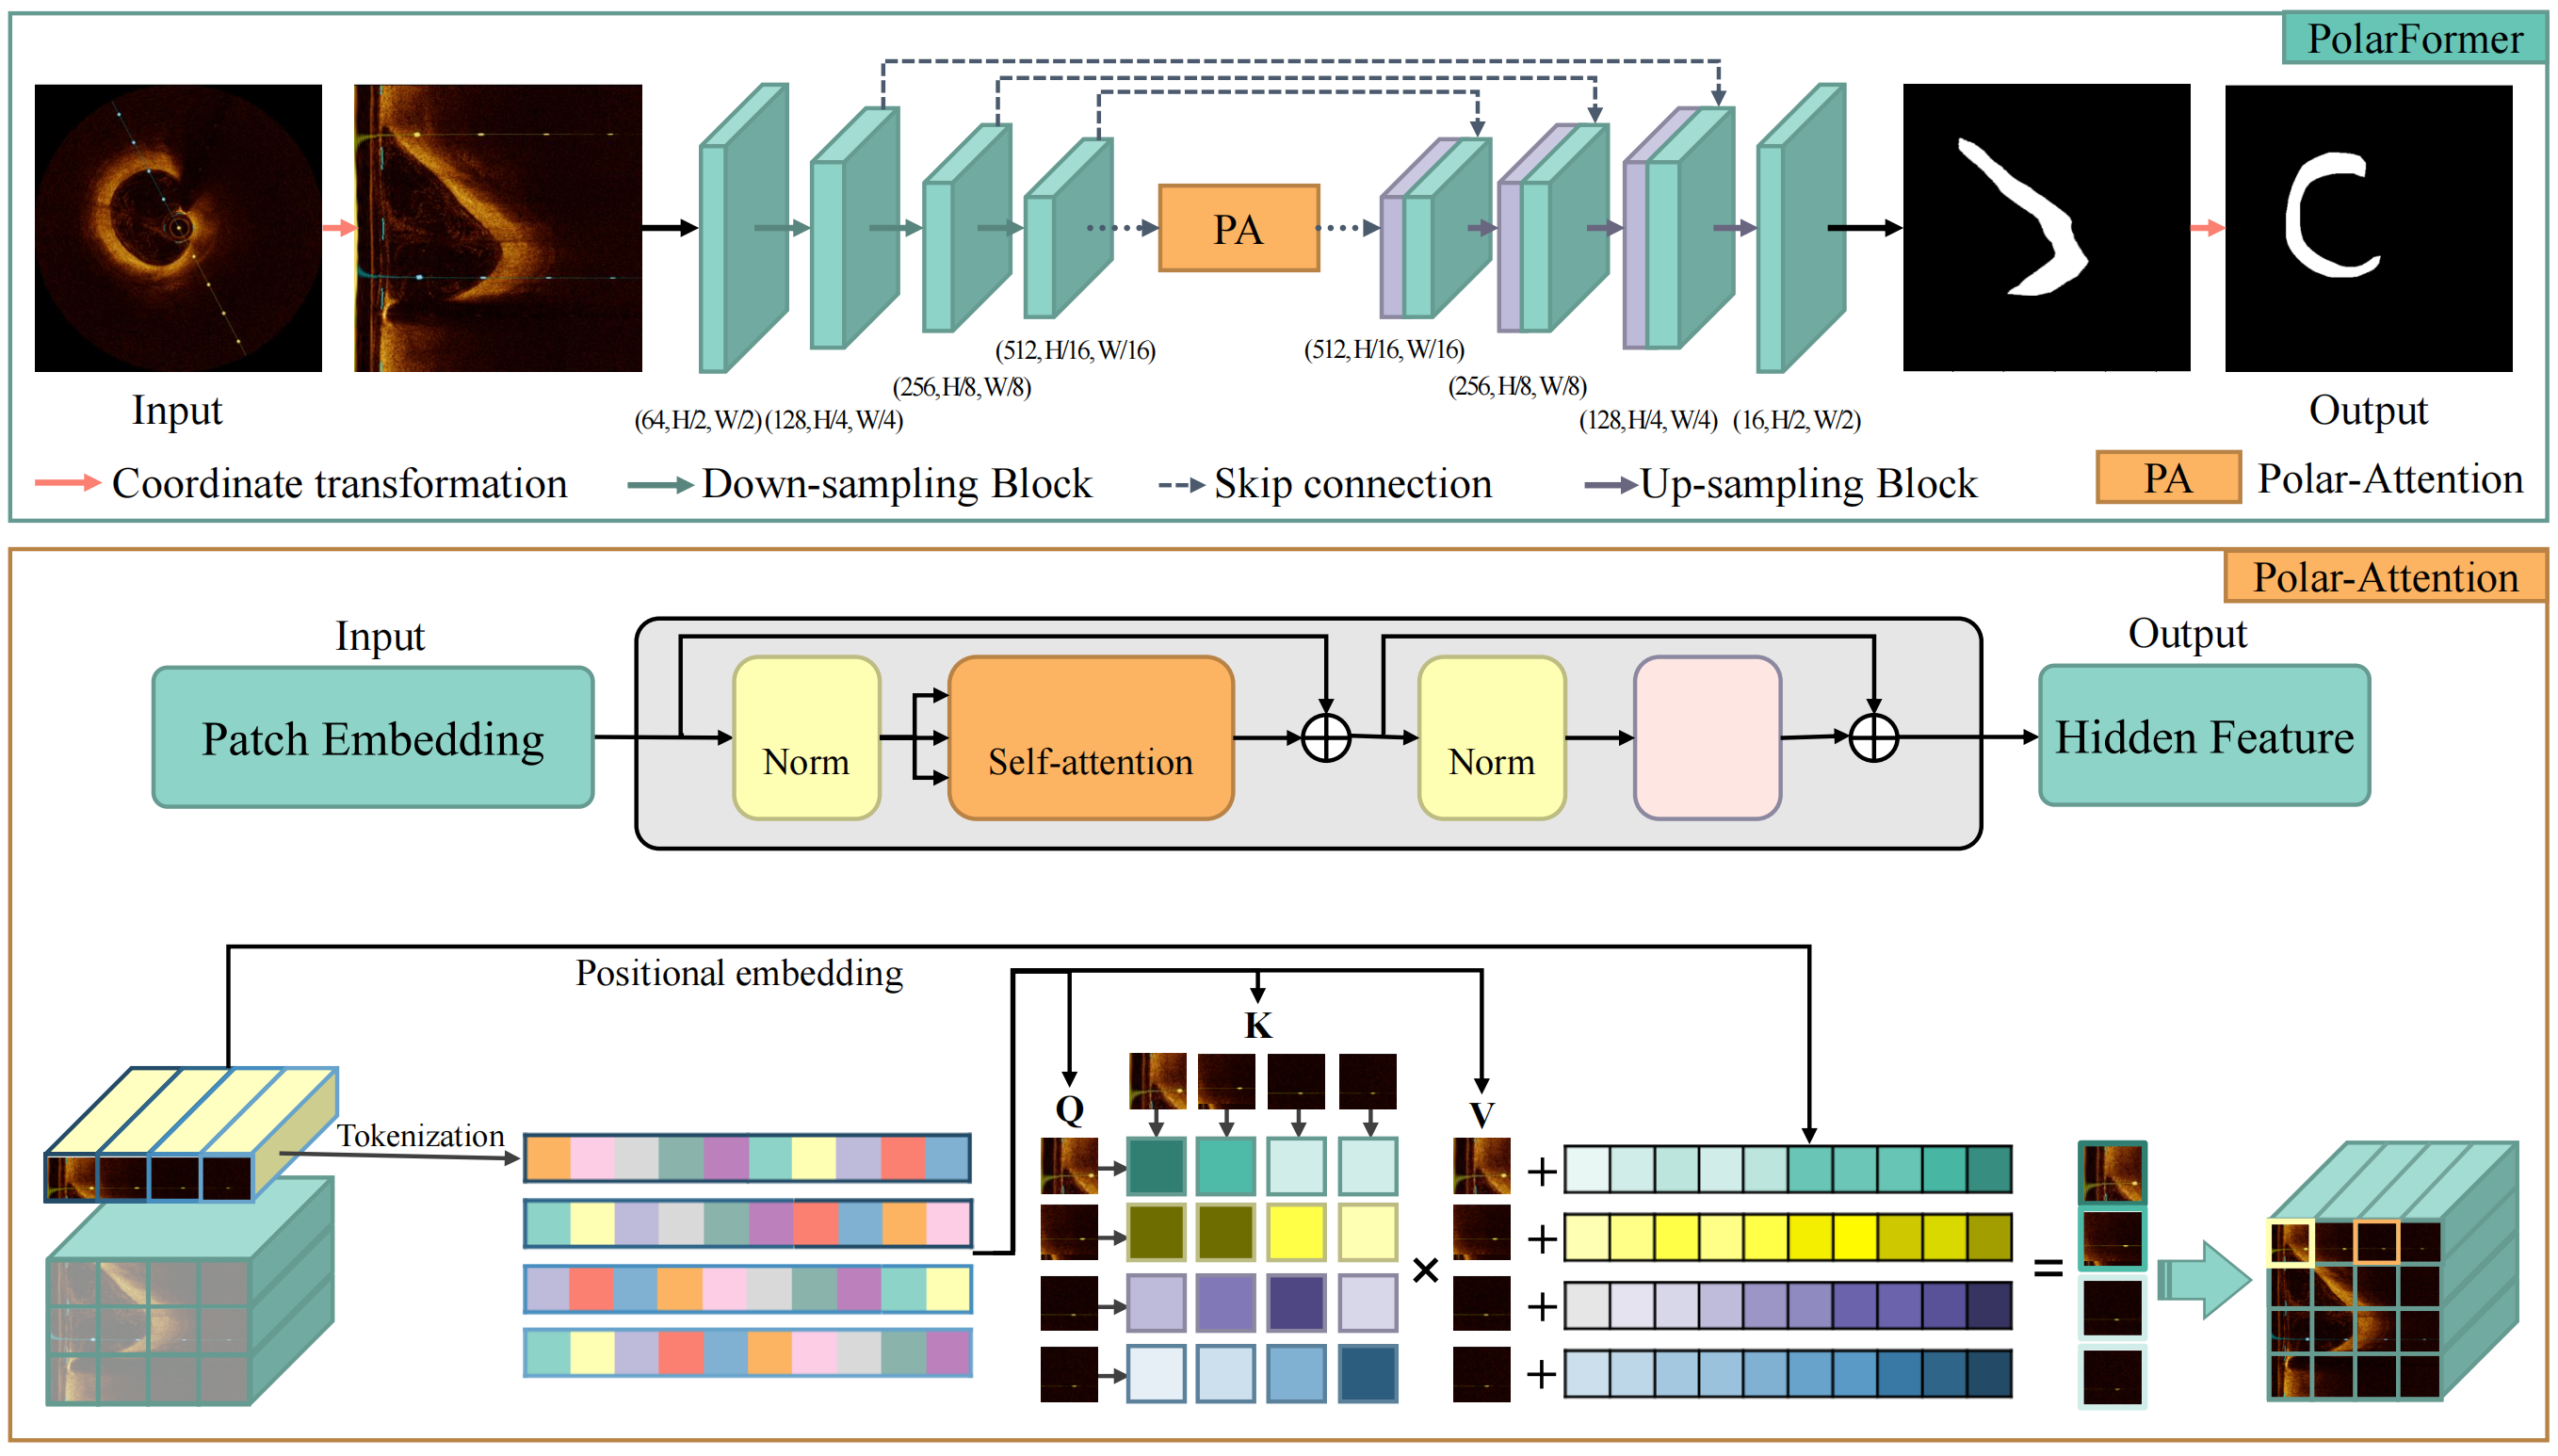 PolarFormer
PA
(512, H/16, W/16)
(512, H/16, W/16)
(256, H/8, W/8)
(256, H/8, W/8)
Input
Output
(64, H/2, W/2)
(128, H/4, W/4)
(128, H/4, W/4)
(16, H/2, W/2)
Coordinate transformation
Down-sampling Block
Skip connection
Up-sampling Block
PA
Polar-Attention
Polar-Attention
Input
Output
Patch Embedding
Norm
Self-attention
Norm
Hidden Feature
Positional embedding
K
Q
V
Tokenization
+
+
×
=
+
+